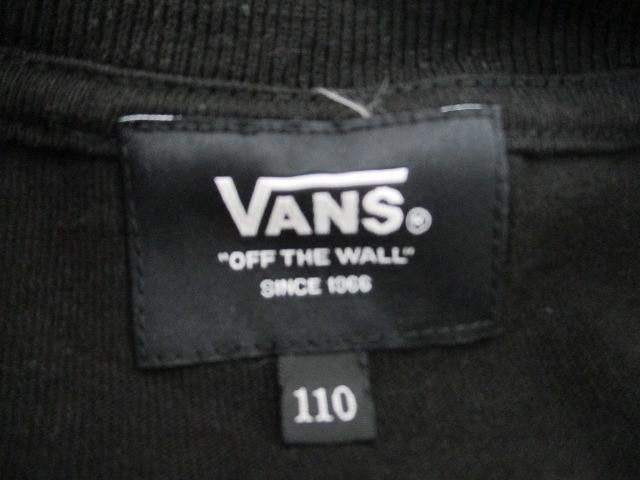 VANS®
"OFF THE WALL"
SINCE 1966
110